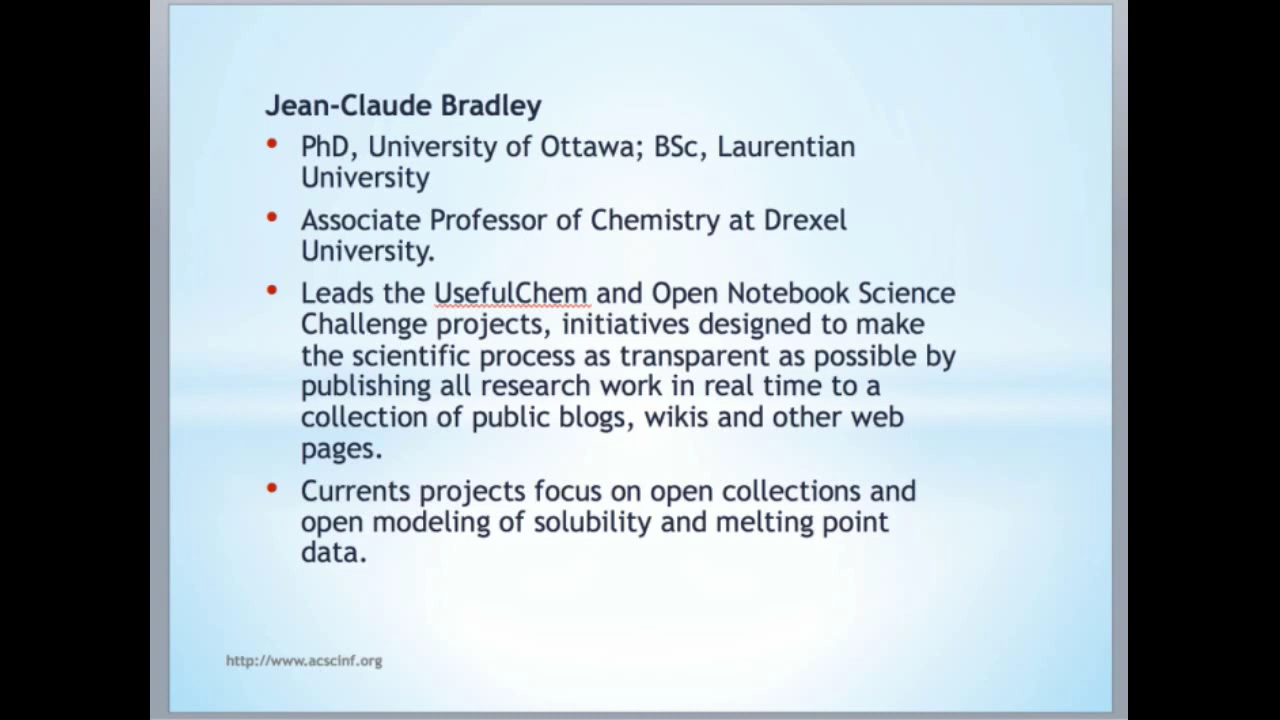 Jean-Claude Bradley
• PhD, University of Ottawa; BSc, Laurentian
University
• Associate Professor of Chemistry at Drexel
University.
• Leads the UsefulChem and Open Notebook Science
Challenge projects, initiatives designed to make
the scientific process as transparent as possible by
publishing all research work in real time to a
collection of public blogs, wikis and other web
pages.
• Currents projects focus on open collections and
open modeling of solubility and melting point
data.
http://www.acscinf.org